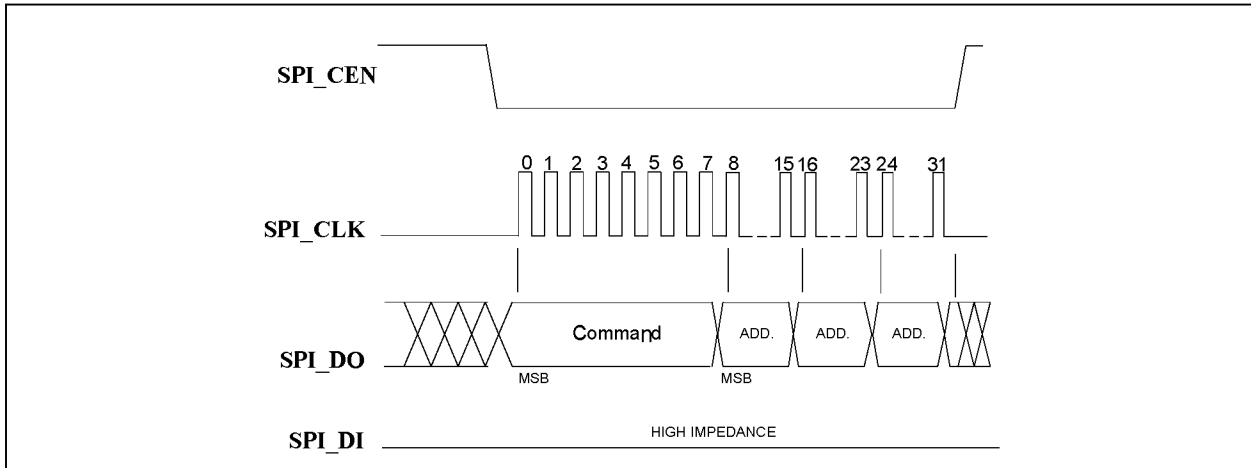 SPI_CEN
0 1 2 3 4 5 6 7 8 15 16 23 24 31
SPI_CLK
Command ADD. ADD. ADD.
SPI_DO
MSB MSB
HIGH IMPEDANCE
SPI_DI